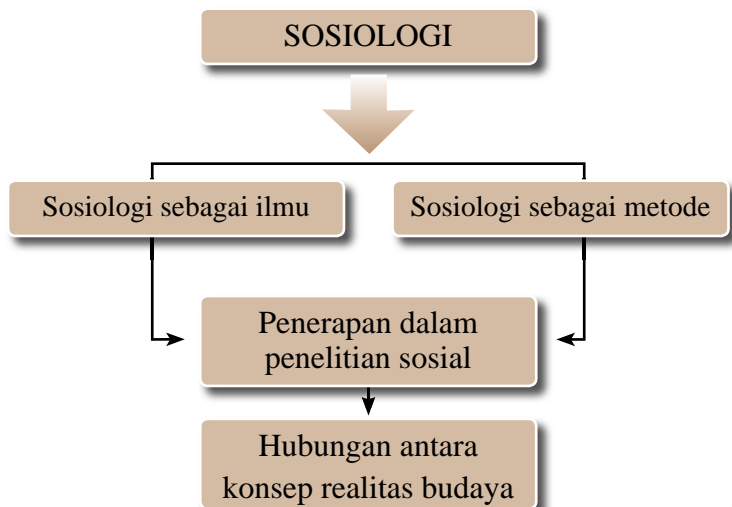 SOSIOLOGI
Sosiologi sebagai ilmu
Sosiologi sebagai metode
Penerapan dalam
penelitian sosial
Hubungan antara
konsep realitas budaya